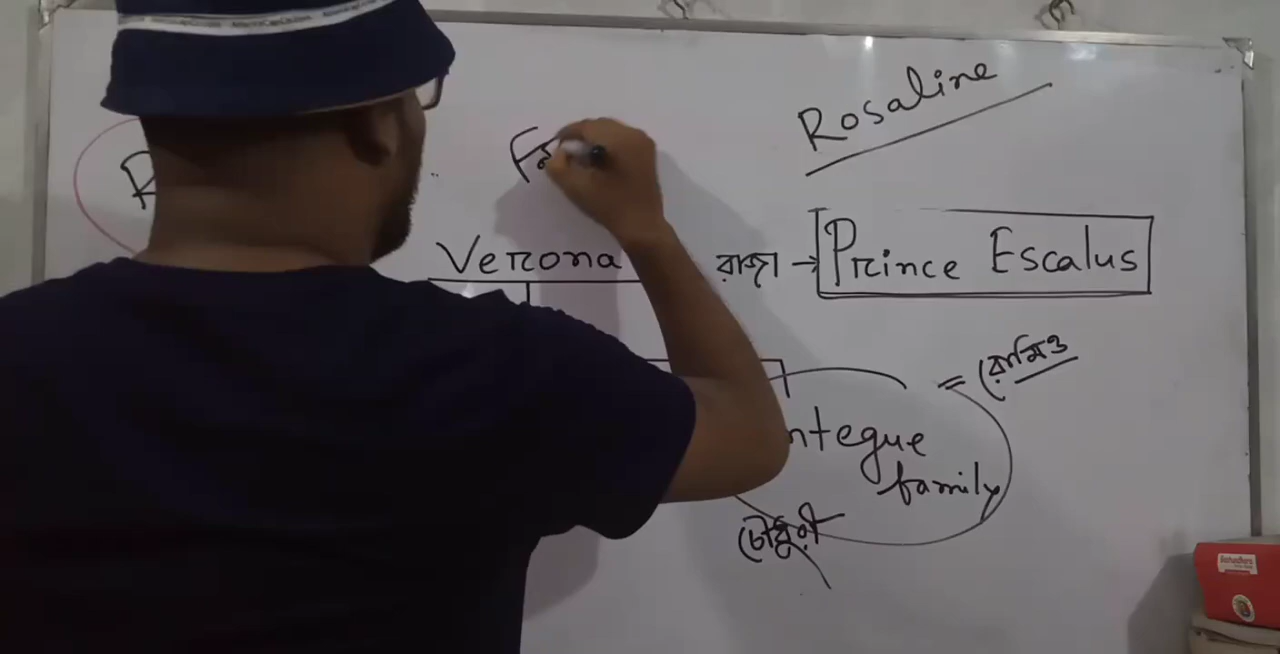 Rosaline
R
Verona রাজা → Prince Escalus
= রোমিও
ntegue
family
চৌধুরী